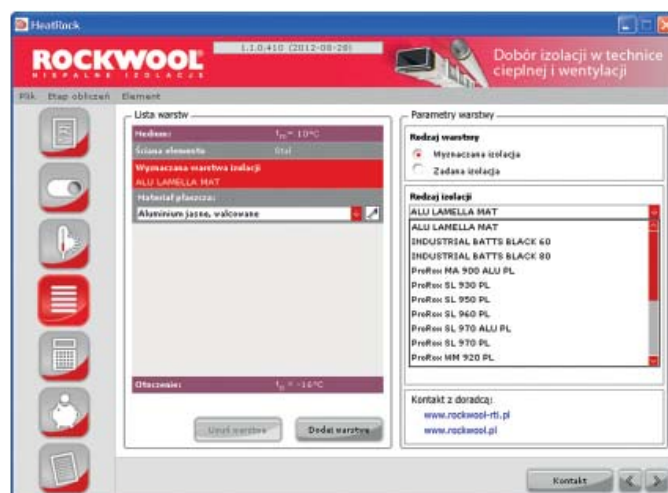 HeatRock
1.1.0.410 (2012-08-28)
ROCKWOOL
NIEPALNE IZOLACJE
Dobór izolacji w technice
cieplnej i wentylacji
Plik Etap obliczeń Element
Lista warstw
Medium: tm= 10°C
Ściana elementu Stal
Wyznaczana warstwa izolacji
ALU LAMELLA MAT
Materiał płaszcza:
Aluminium jasne, walcowane
Otoczenie: = -16°C
Usuń warstwę
Dodaj warstwę
Parametry warstwy
Rodzaj warstwy
Wyznaczana izolacja
Zadana izolacja
Rodzaj izolacji
ALU LAMELLA MAT
ALU LAMELLA MAT
INDUSTRIAL BATTS BLACK 60
INDUSTRIAL BATTS BLACK 80
ProRox MA 900 ALU PL
ProRox SL 930 PL
ProRox SL 950 PL
ProRox SL 960 PL
ProRox SL 970 ALU PL
ProRox SL 970 PL
ProRox WM 920 PL
Kontakt z doradcą:
www.rockwool-rti.pl
www.rockwool.pl
Kontakt